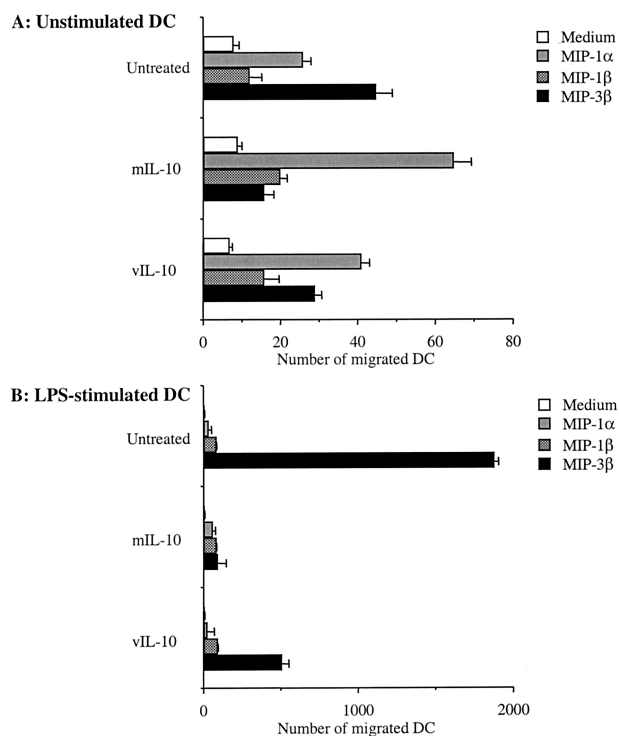 A: Unstimulated DC
Medium
MIP-1α
MIP-1β
MIP-3β
Untreated
mIL-10
vIL-10
0 20 40 60 80
Number of migrated DC
B: LPS-stimulated DC
Medium
MIP-1α
MIP-1β
MIP-3β
Untreated
mIL-10
vIL-10
0 1000 2000
Number of migrated DC